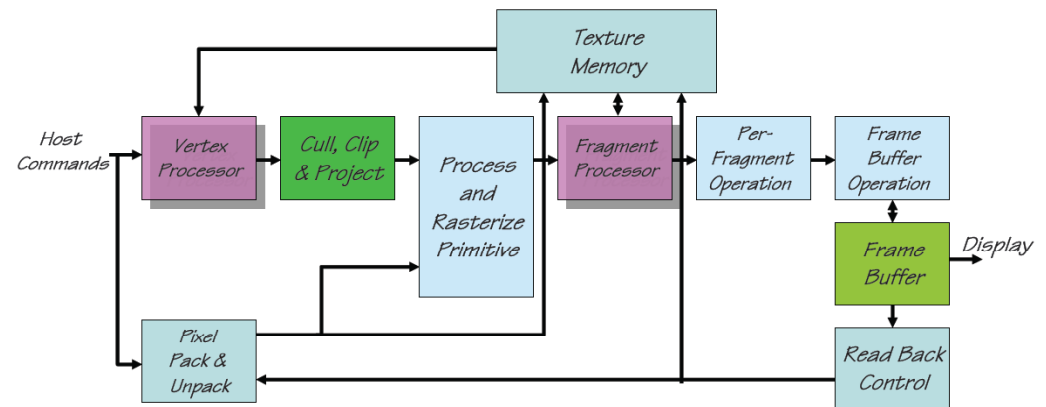 Texture
Memory
Host
Commands
Vertex
Processor
Cull, Clip
& Project
Process
and
Rasterize
Primitive
Fragment
Processor
Per-
Fragment
Operation
Frame
Buffer
Operation
Frame
Buffer
Display
Pixel
Pack &
Unpack
Read Back
Control